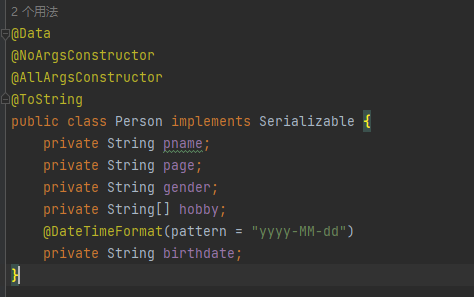 2 个用法
@Data
@NoArgsConstructor
@AllArgsConstructor
@ToString
public class Person implements Serializable {
    private String pname;
    private String page;
    private String gender;
    private String[] hobby;
    @DateTimeFormat(pattern = "yyyy-MM-dd")
    private String birthdate;
}